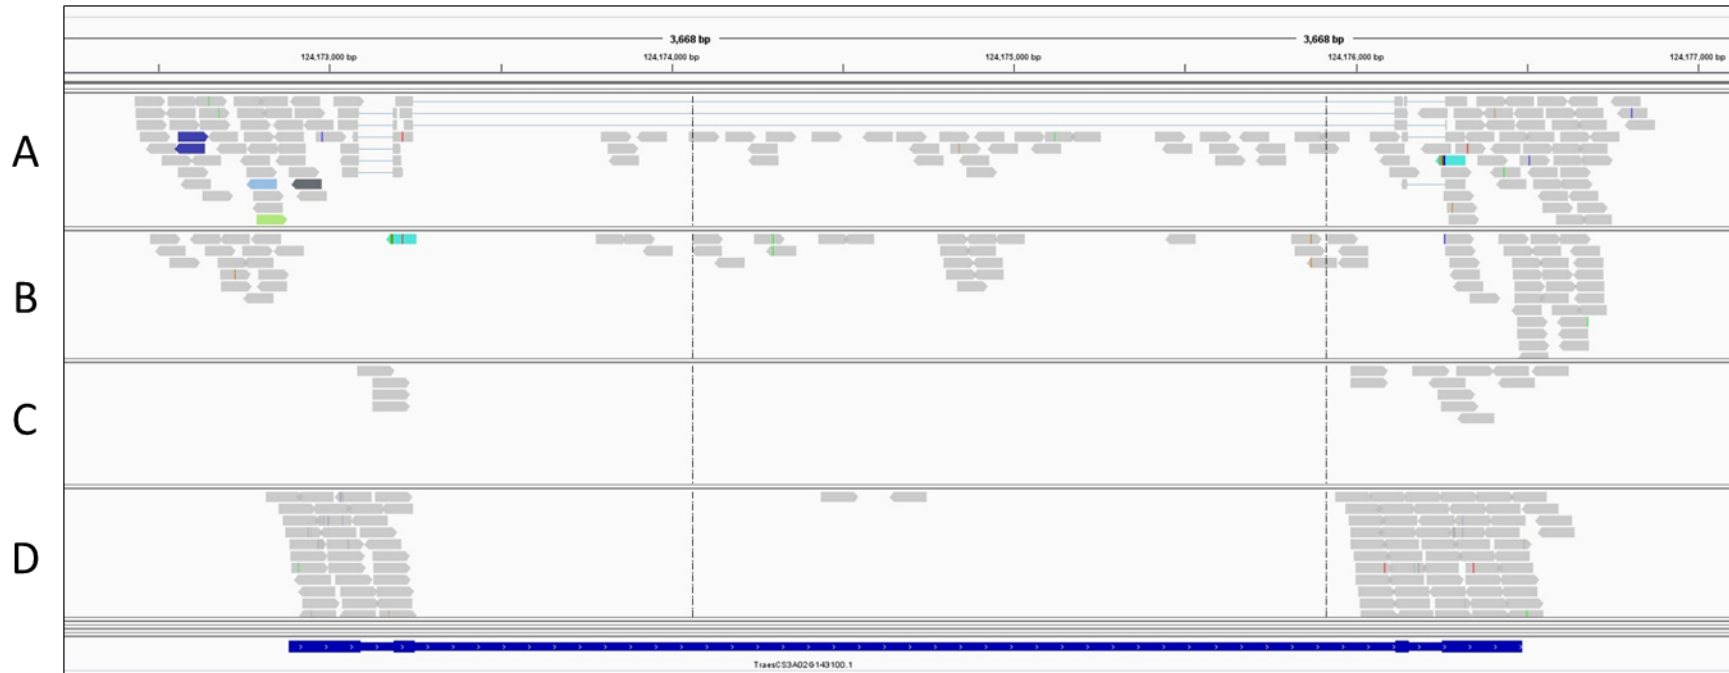 3,668 bp 3,668 bp
124,173,000 bp 124,174,000 bp 124,175,000 bp 124,176,000 bp 124,177,000 bp
A
B
C
D
TraesCS3A02G143100.1